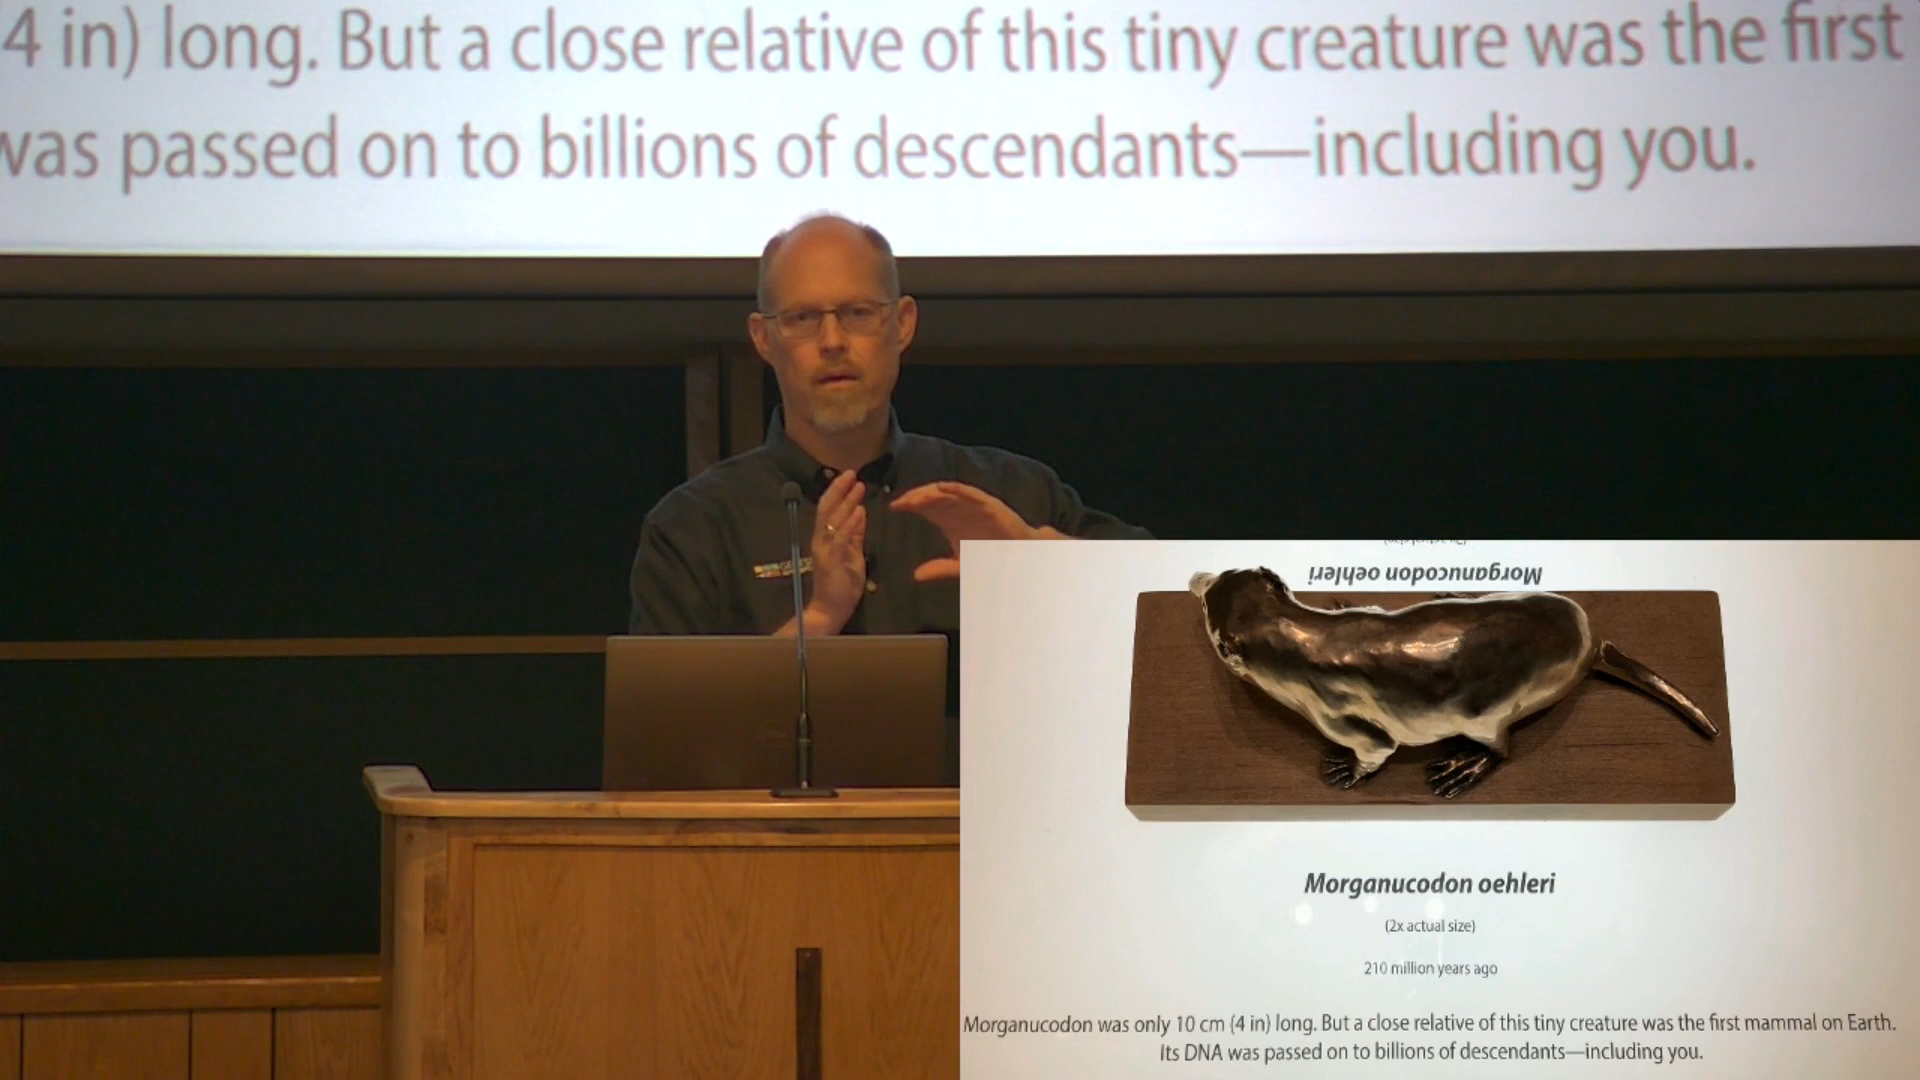 4 in) long. But a close relative of this tiny creature was the first
was passed on to billions of descendants—including you.
(2x actual size)
Morganucodon oehleri
Morganucodon oehleri
(2x actual size)
210 million years ago
Morganucodon was only 10 cm (4 in) long. But a close relative of this tiny creature was the first mammal on Earth.
Its DNA was passed on to billions of descendants—including you.